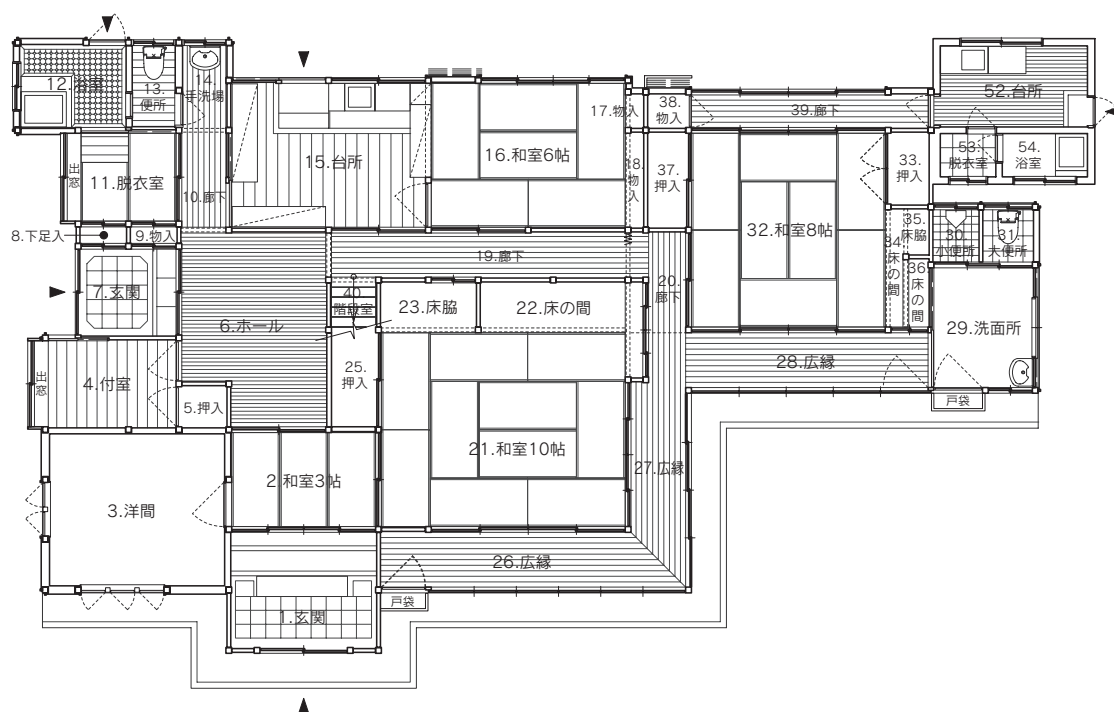 12.浴室
13.
便所
14.
手洗場
17.物入
38.
物入
39.廊下
52.台所
出窓
11.脱衣室
10.廊下
15.台所
16.和室6帖
18.
物入
37.
押入
33.
押入
53.
脱衣室
54.
浴室
8.下足入
9.物入
32.和室8帖
34.
床の間
35.
床脇
36.
床の間
30.
小便所
31.
大便所
7.玄関
19.廊下
20.
廊下
6.ホール
40.
階段室
23.床脇
22.床の間
29.洗面所
出窓
4.付室
5.押入
25.
押入
28.広縁
戸袋
2.和室3帖
21.和室10帖
27.広縁
3.洋間
26.広縁
戸袋
1.玄関